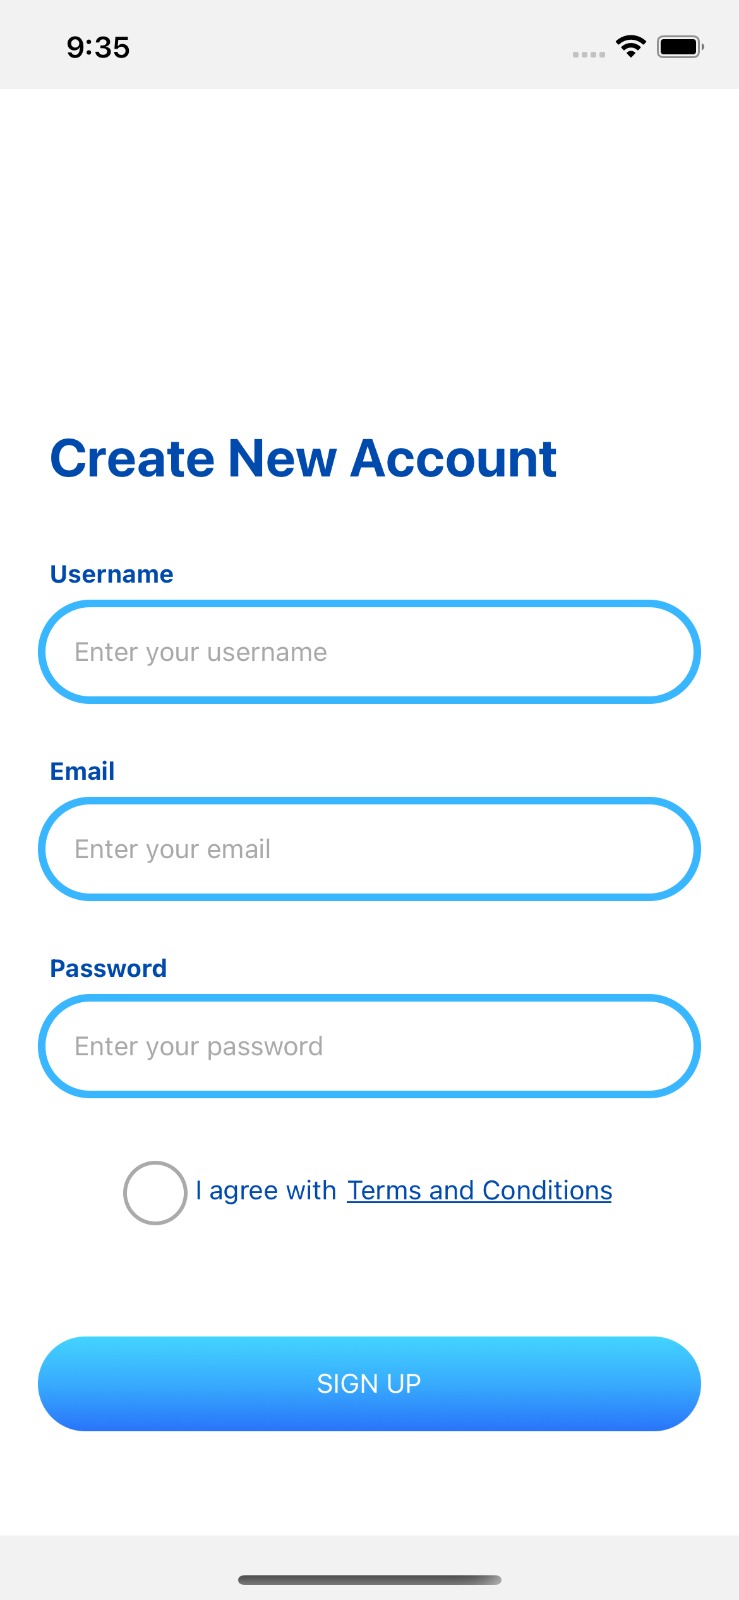 9:35
Create New Account
Username
Enter your username
Email
Enter your email
Password
Enter your password
I agree with Terms and Conditions
SIGN UP